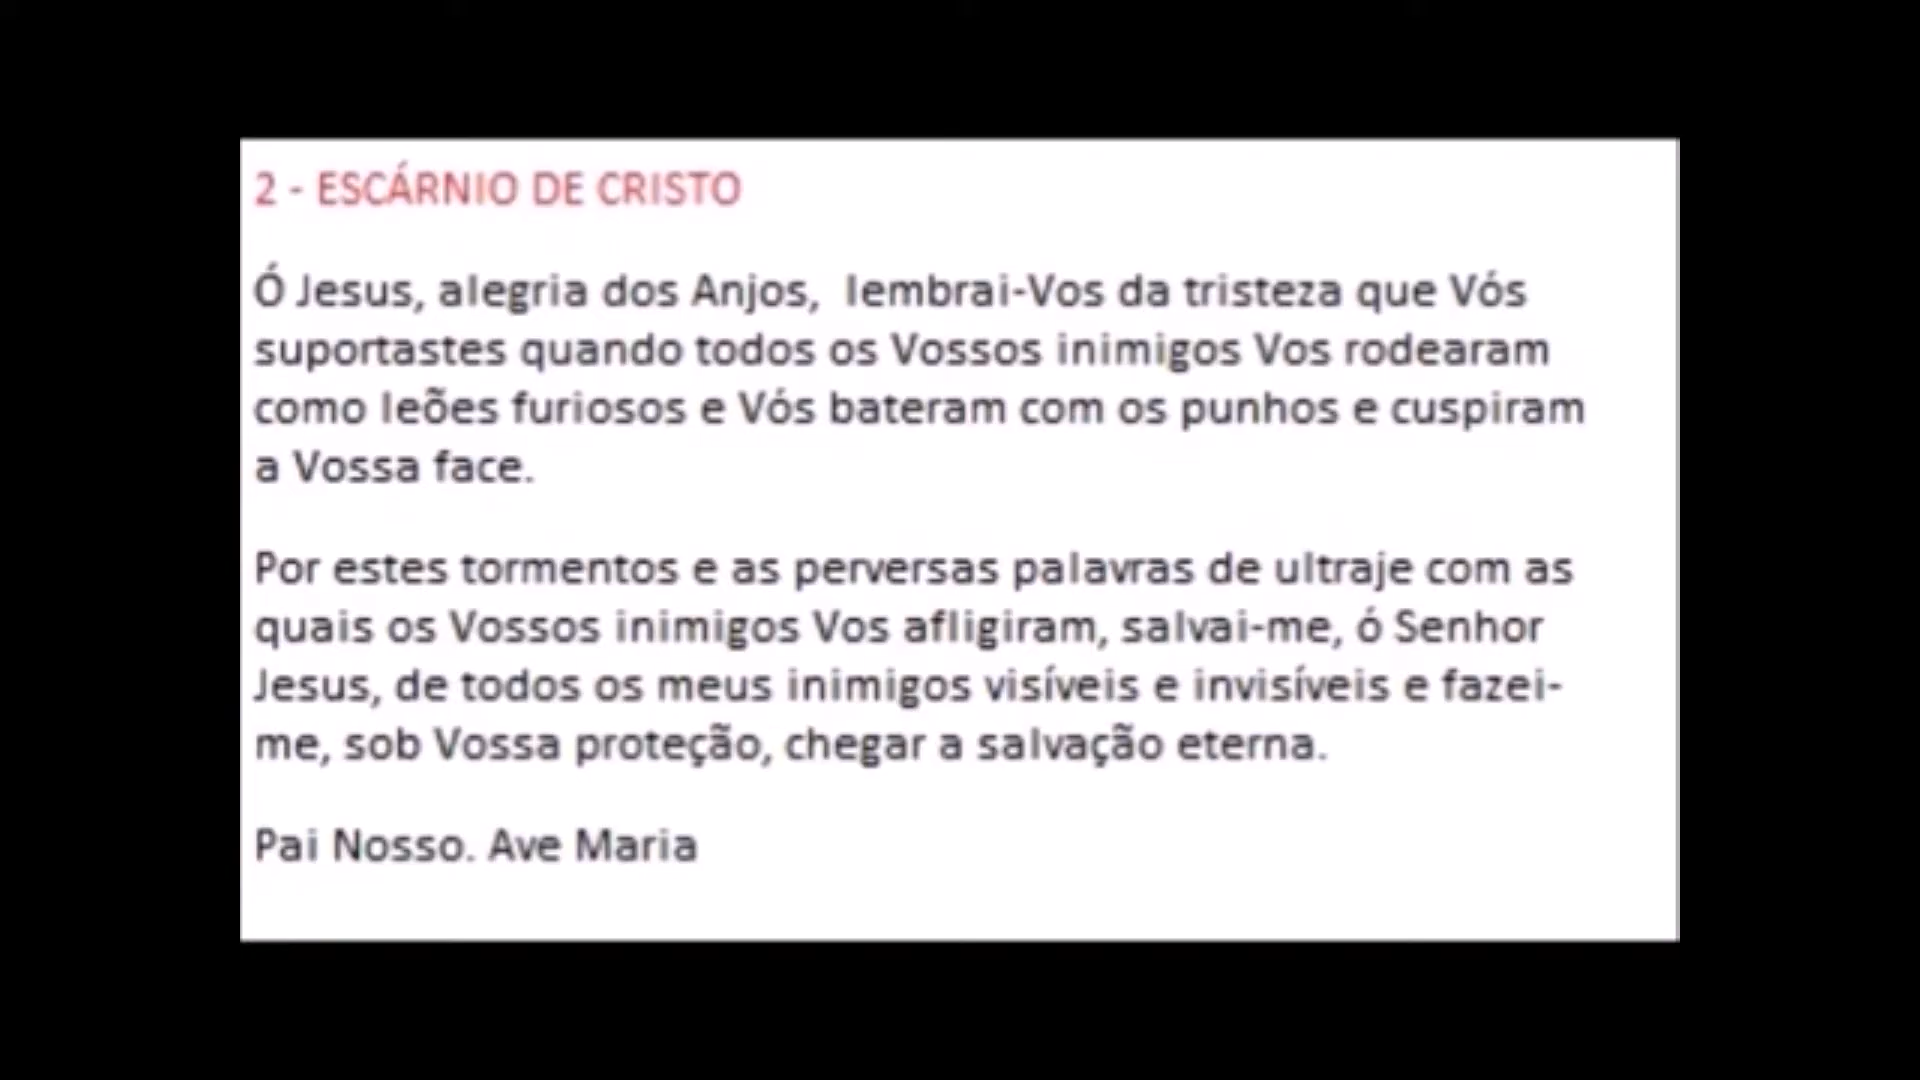 2 - ESCÁRNIO DE CRISTO
Ó Jesus, alegria dos Anjos,  lembrai-Vos da tristeza que Vós
suportastes quando todos os Vossos inimigos Vos rodearam
como leões furiosos e Vós bateram com os punhos e cuspiram
a Vossa face.
Por estes tormentos e as perversas palavras de ultraje com as
quais os Vossos inimigos Vos afligiram, salvai-me, ó Senhor
Jesus, de todos os meus inimigos visíveis e invisíveis e fazei-
me, sob Vossa proteção, chegar a salvação eterna.
Pai Nosso. Ave Maria